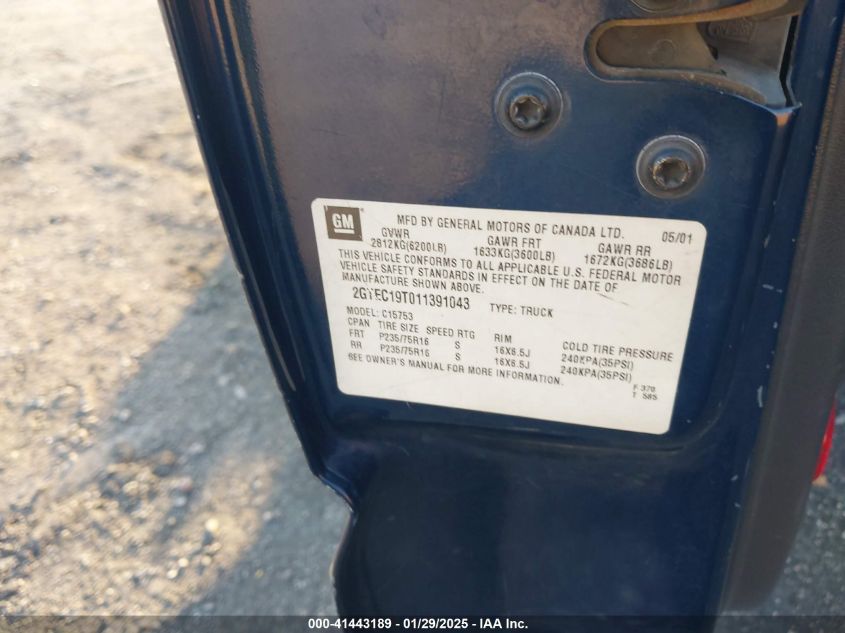 GM
MFD BY GENERAL MOTORS OF CANADA LTD. 05/01
GVWR GAWR FRT GAWR RR
2812KG(6200LB) 1633KG(3600LB) 1672KG(3686LB)
THIS VEHICLE CONFORMS TO ALL APPLICABLE U.S. FEDERAL MOTOR
VEHICLE SAFETY STANDARDS IN EFFECT ON THE DATE OF
MANUFACTURE SHOWN ABOVE.
2GTEC19T011391043 TYPE: TRUCK
MODEL: C15753
CPAN TIRE SIZE SPEED RTG RIM COLD TIRE PRESSURE
FRT P235/75R16 S 16X6.5J 240KPA(35PSI)
RR P235/75R16 S 16X6.5J 240KPA(35PSI)
SEE OWNER'S MANUAL FOR MORE INFORMATION.
F 370
T 585
000-41443189 - 01/29/2025 - IAA Inc.